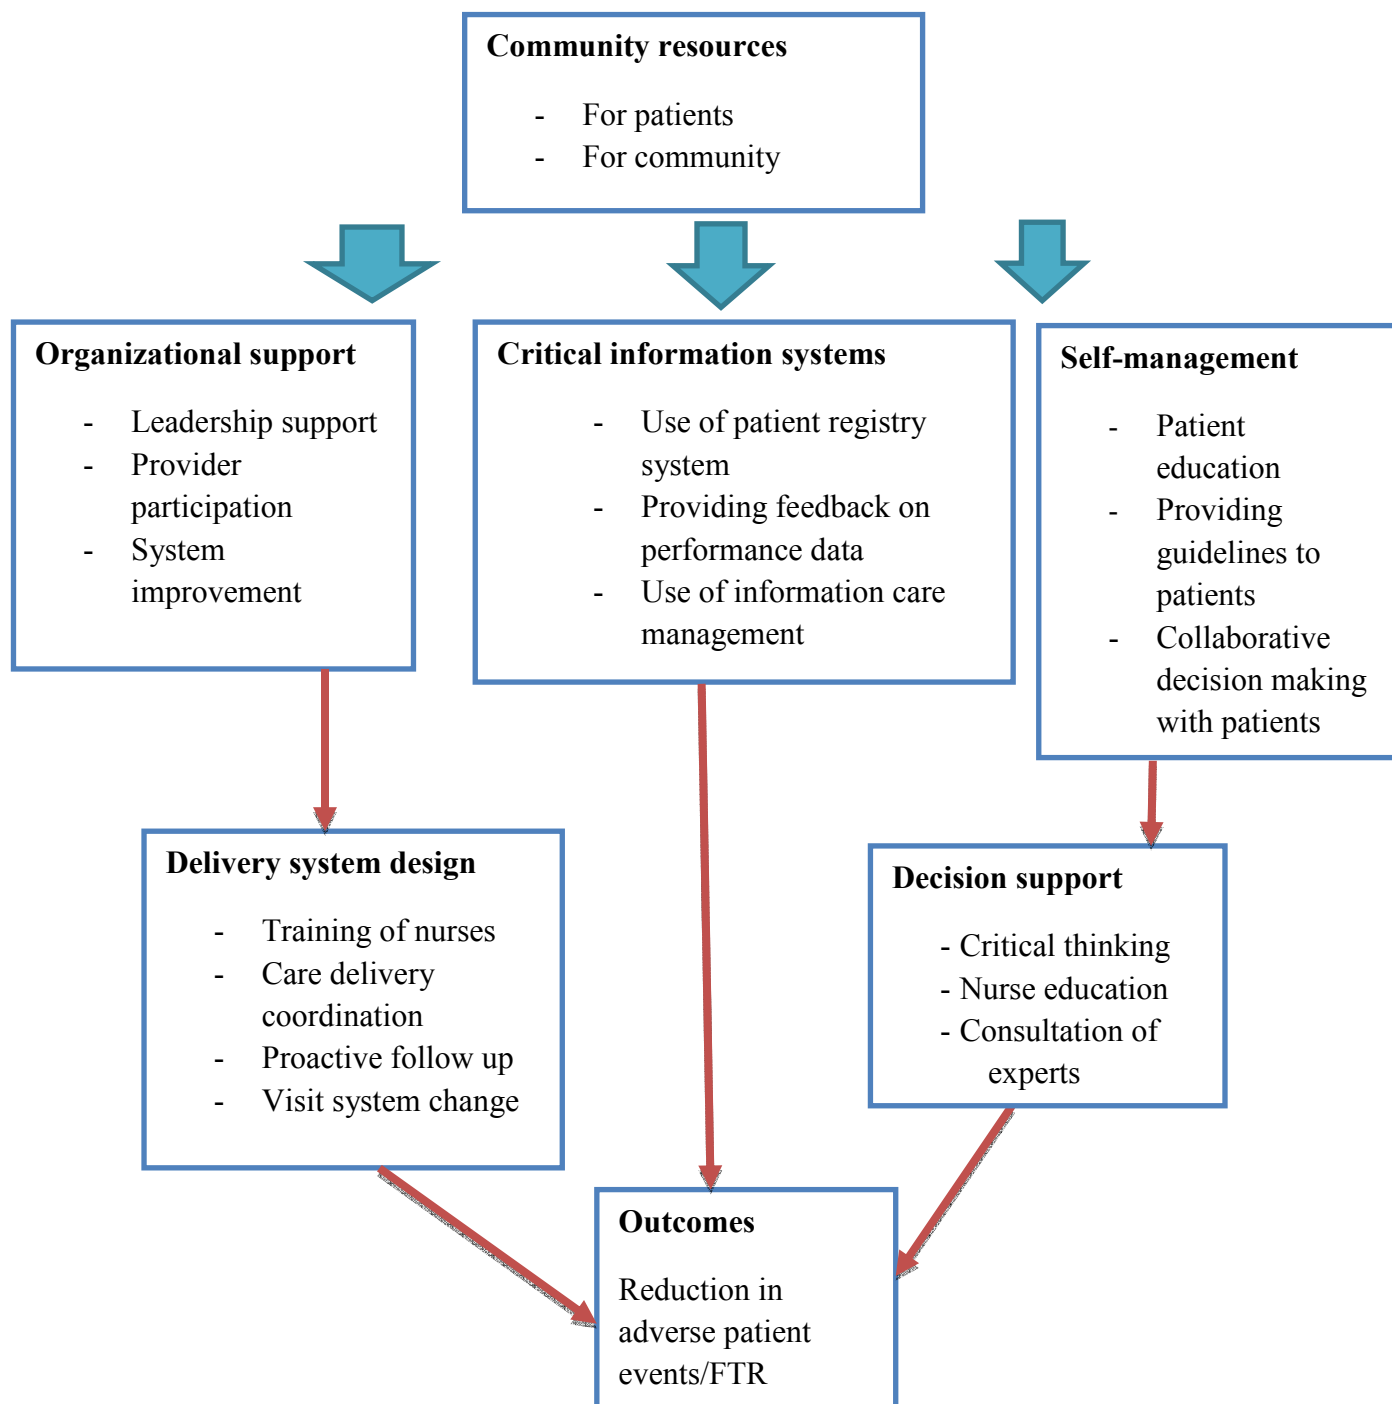 Community resources
- For patients
- For community
Organizational support
- Leadership support
- Provider
participation
- System
improvement
Critical information systems
- Use of patient registry
system
- Providing feedback on
performance data
- Use of information care
management
Self-management
- Patient
education
- Providing
guidelines to
patients
- Collaborative
decision making
with patients
Delivery system design
- Training of nurses
- Care delivery
coordination
- Proactive follow up
- Visit system change
Decision support
- Critical thinking
- Nurse education
- Consultation of
experts
Outcomes
Reduction in
adverse patient
events/FTR